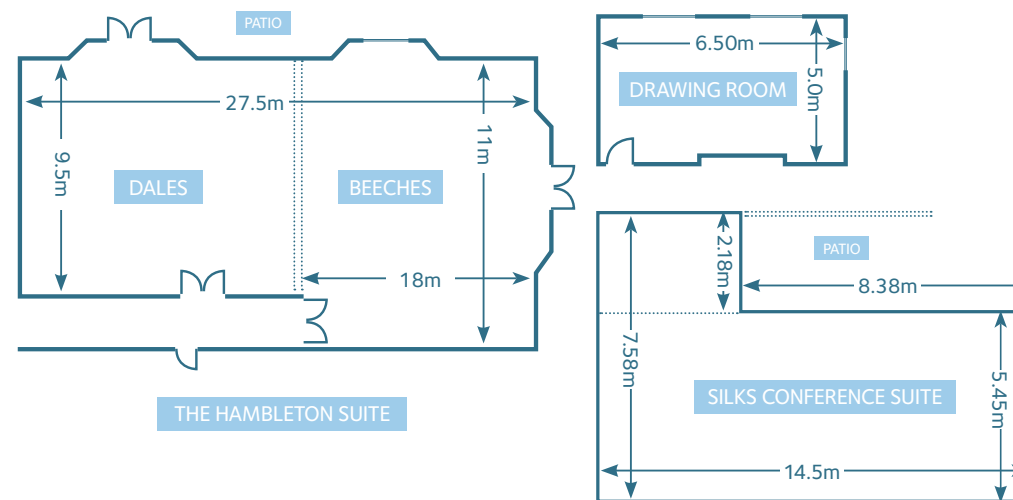 PATIO
27.5m
9.5m
11m
DALES
BEECHES
18m
THE HAMBLETON SUITE
6.50m
5.0m
DRAWING ROOM
2.18m
PATIO
8.38m
7.58m
SILKS CONFERENCE SUITE
5.45m
14.5m